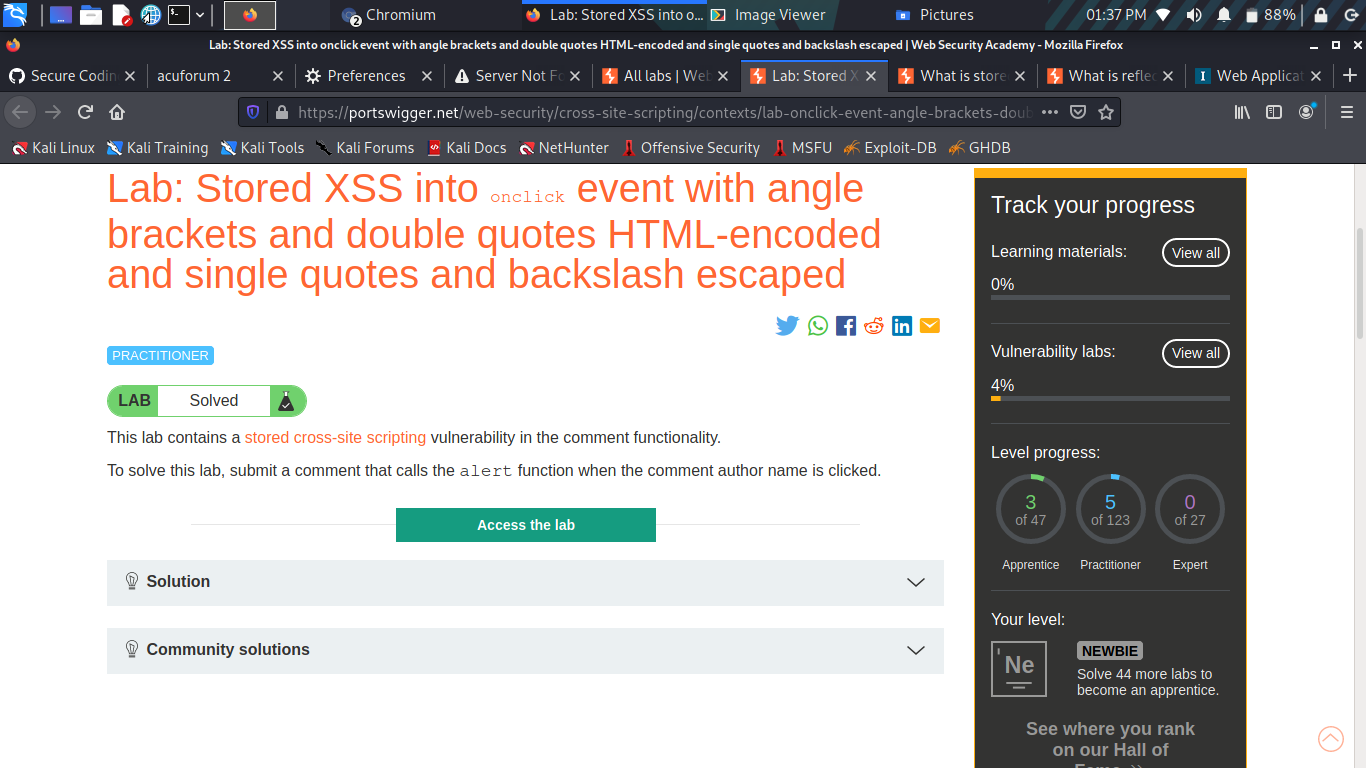 Chromium
2
Lab: Stored XSS into o...
Image Viewer
Pictures
01:37 PM
88%
Lab: Stored XSS into onclick event with angle brackets and double quotes HTML-encoded and single quotes and backslash escaped | Web Security Academy - Mozilla Firefox
Secure Codin
acuforum 2
Preferences
Server Not Fo
All labs | Web
Lab: Stored X
What is store
What is reflec
Web Applicat
https://portswigger.net/web-security/cross-site-scripting/contexts/lab-onclick-event-angle-brackets-doub
Kali Linux
Kali Training
Kali Tools
Kali Forums
Kali Docs
NetHunter
Offensive Security
MSFU
Exploit-DB
GHDB
Lab: Stored XSS into onclick event with angle
brackets and double quotes HTML-encoded
and single quotes and backslash escaped
PRACTITIONER
LAB Solved
This lab contains a stored cross-site scripting vulnerability in the comment functionality.
To solve this lab, submit a comment that calls the alert function when the comment author name is clicked.
Access the lab
Solution
Community solutions
Track your progress
Learning materials:
View all
0%
Vulnerability labs:
View all
4%
Level progress:
3
of 47
5
of 123
0
of 27
Apprentice
Practitioner
Expert
Your level:
Ne
NEWBIE
Solve 44 more labs to
become an apprentice.
See where you rank
on our Hall of
Fame